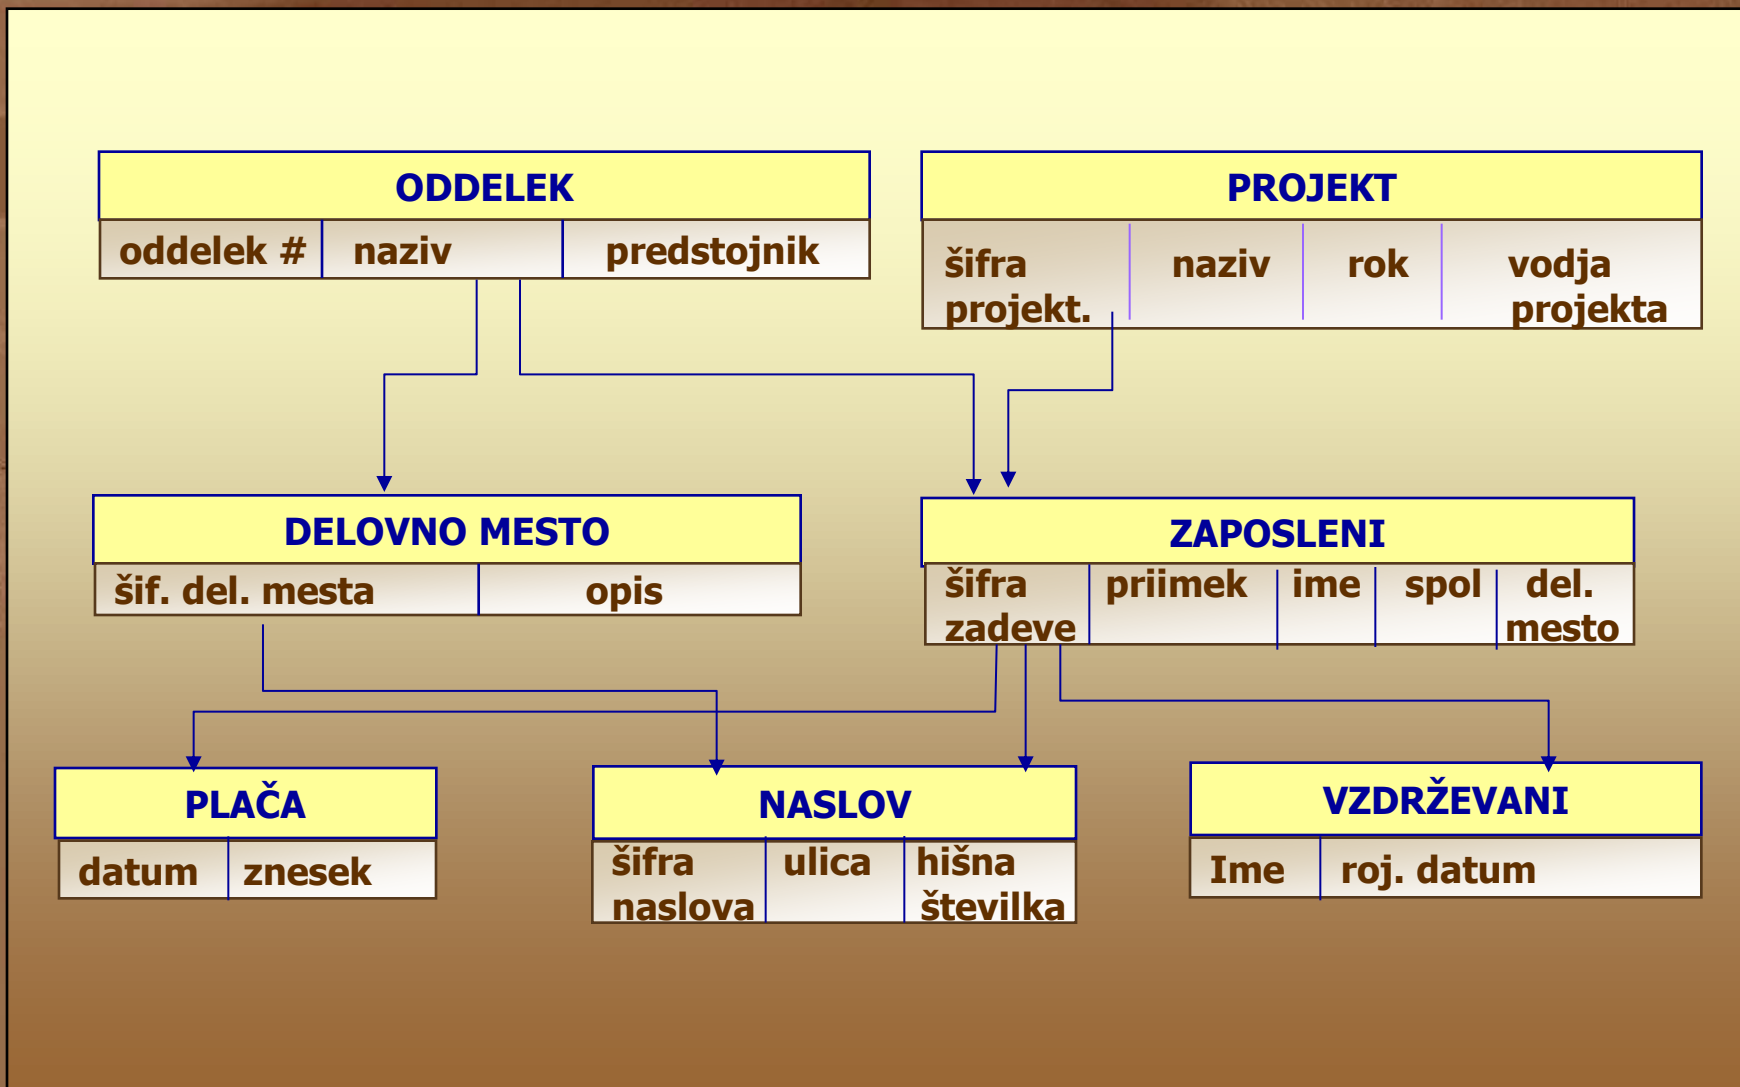 ODDELEK
oddelek # naziv predstojnik
PROJEKT
šifra naziv rok vodja
projekt. projekta
DELOVNO MESTO
šif. del. mesta opis
ZAPOSLENI
šifra priimek ime spol del.
zadeve mesto
PLAČA
datum znesek
NASLOV
šifra ulica hišna
naslova številka
VZDRŽEVANI
Ime roj. datum